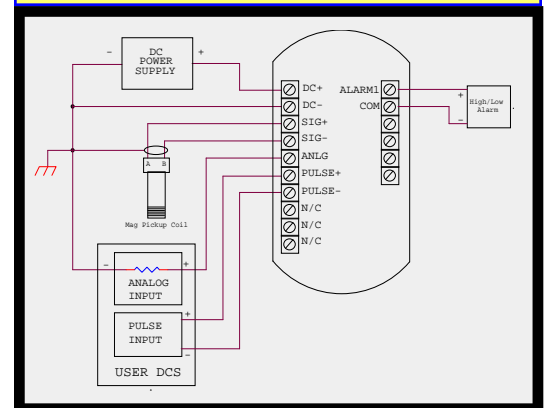 - DC +
POWER
SUPPLY
DC+
DC-
SIG+
SIG-
ANLG
PULSE+
PULSE-
N/C
N/C
N/C
ALARM1
COM
+ High/Low
- Alarm
A B
Mag Pickup Coil
- +
ANALOG
INPUT
+
PULSE
INPUT
-
USER DCS